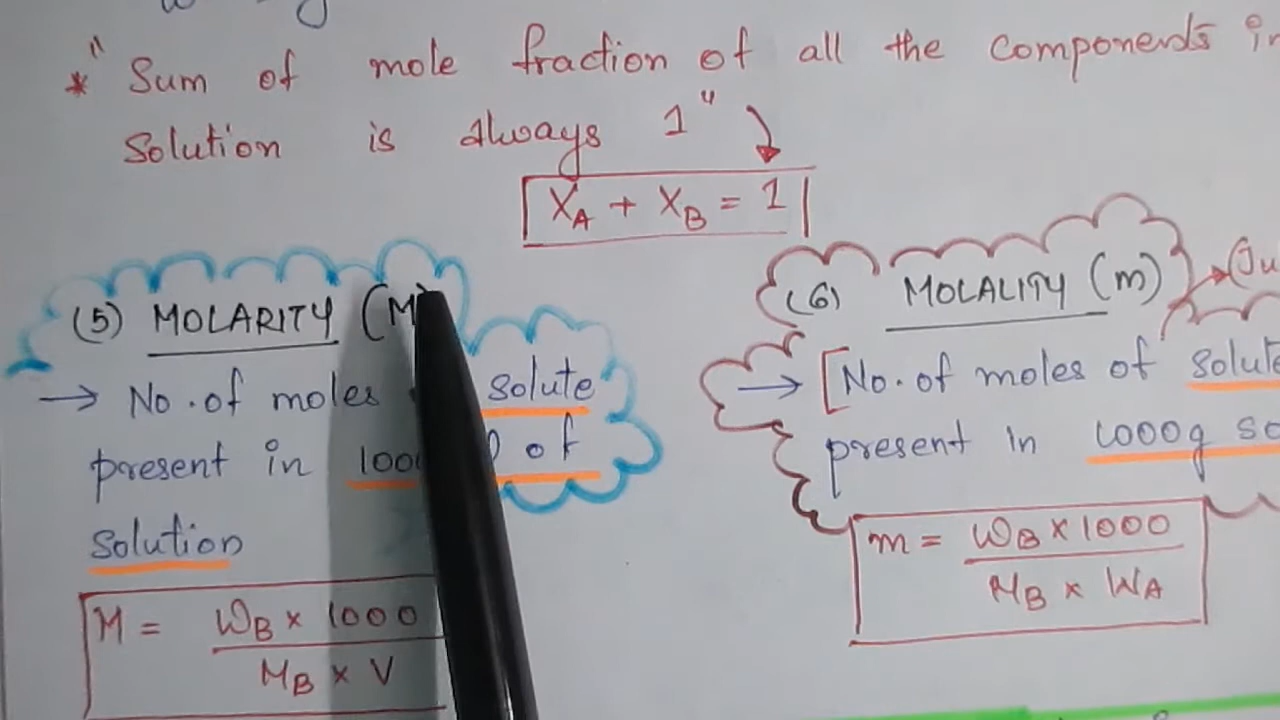 * "Sum of mole fraction of all the components in
solution is always 1"
X_A + X_B = 1
(5) MOLARITY (M)
→ No. of moles solute
present in of
solution
M = W_B × 1000
M_B × V
(6) MOLALITY (m)
→ [No. of moles of solute
present in 1000g
m = W_B × 1000
M_B × W_A